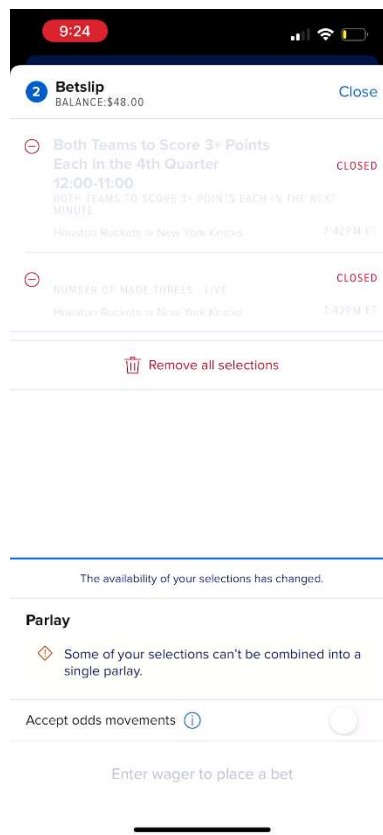 9:24
2 Betslip
BALANCE:$48.00
Close
Both Teams to Score 3+ Points
Each in the 4th Quarter
12:00-11:00
CLOSED
BOTH TEAMS TO SCORE 3+ POINTS EACH IN THE NEXT
MINUTE
Houston Rockets @ New York Knicks
7:42PM ET
CLOSED
NUMBER OF MADE THREES - LIVE
Houston Rockets @ New York Knicks
7:42PM ET
Remove all selections
The availability of your selections has changed.
Parlay
Some of your selections can't be combined into a
single parlay.
Accept odds movements
Enter wager to place a bet